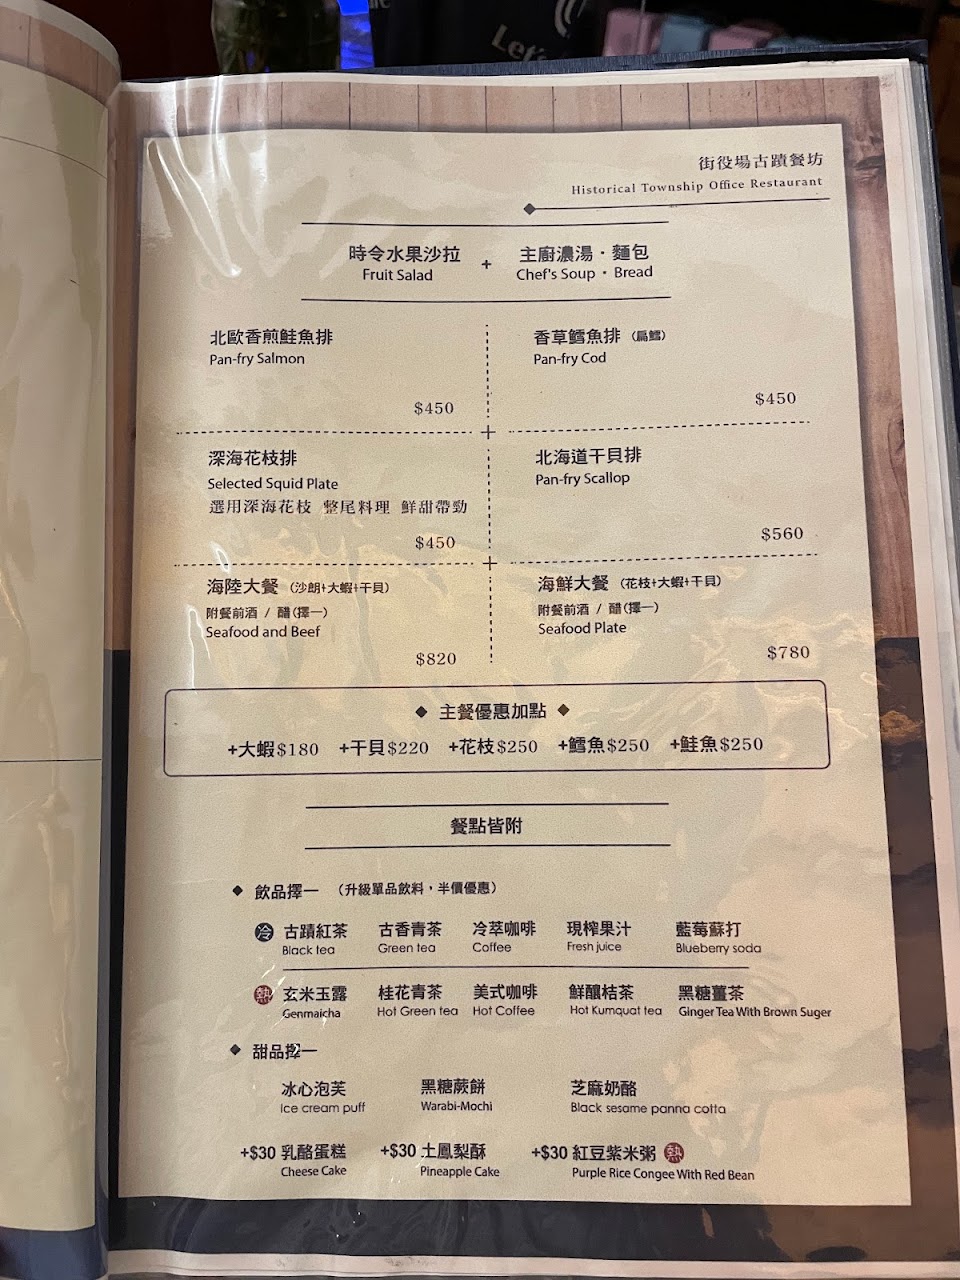 Let's
街役場古蹟餐坊
Historical Township Office Restaurant
時令水果沙拉 + 主廚濃湯・麵包
Fruit Salad Chef's Soup・Bread
北歐香煎鮭魚排
Pan-fry Salmon
$450
香草鱈魚排（扁鱈）
Pan-fry Cod
$450
深海花枝排
Selected Squid Plate
選用深海花枝 整尾料理 鮮甜帶勁
$450
北海道干貝排
Pan-fry Scallop
$560
海陸大餐（沙朗+大蝦+干貝）
附餐前酒 / 醋(擇一)
Seafood and Beef
$820
海鮮大餐（花枝+大蝦+干貝）
附餐前酒 / 醋(擇一)
Seafood Plate
$780
◆ 主餐優惠加點 ◆
+大蝦$180 +干貝$220 +花枝$250 +鱈魚$250 +鮭魚$250
餐點皆附
◆ 飲品擇一 （升級單品飲料，半價優惠）
冷 古蹟紅茶 古香青茶 冷萃咖啡 現榨果汁 藍莓蘇打
Black tea Green tea Coffee Fresh juice Blueberry soda
熱 玄米玉露 桂花青茶 美式咖啡 鮮釀桔茶 黑糖薑茶
Genmaicha Hot Green tea Hot Coffee Hot Kumquat tea Ginger Tea With Brown Suger
◆ 甜品擇一
冰心泡芙 黑糖蕨餅 芝麻奶酪
Ice cream puff Warabi-Mochi Black sesame panna cotta
+$30 乳酪蛋糕 +$30 土鳳梨酥 +$30 紅豆紫米粥 熱
Cheese Cake Pineapple Cake Purple Rice Congee With Red Bean